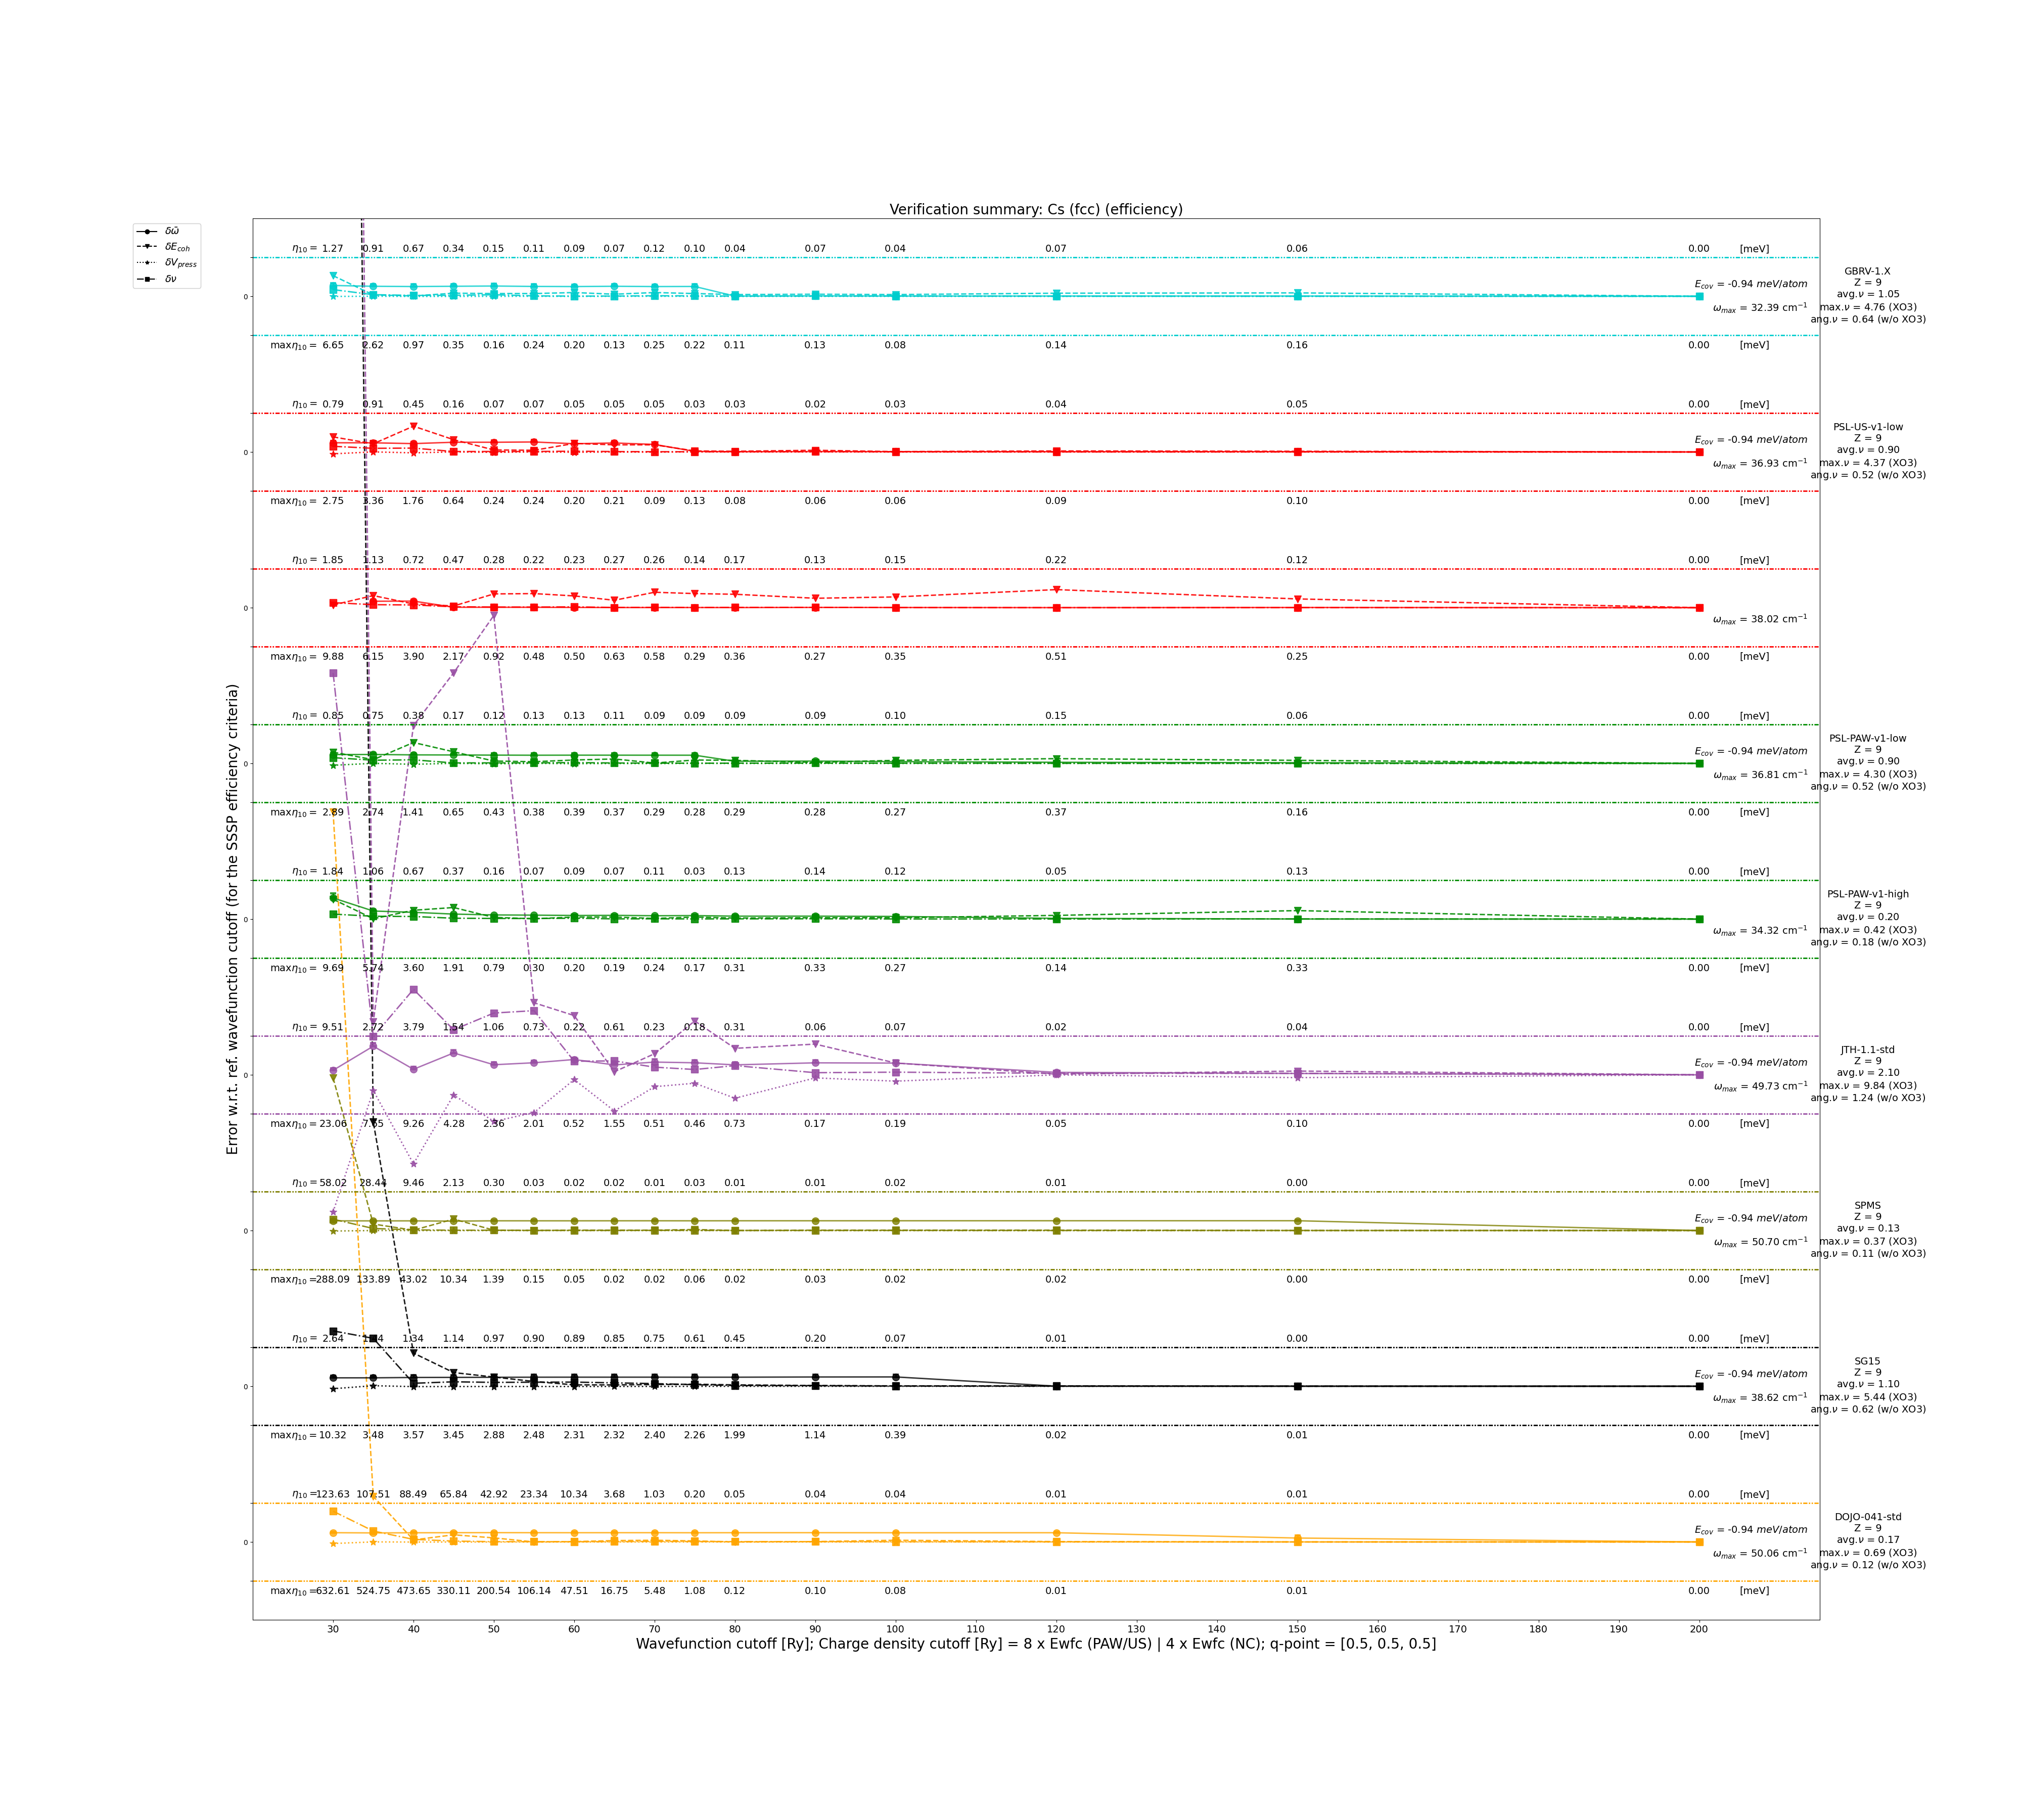 Verification summary: Cs (fcc) (efficiency)
δω̄
δE_coh
δV_press
δν
Error w.r.t. ref. wavefunction cutoff (for the SSSP efficiency criteria)
η₁₀ = 1.27 0.91 0.67 0.34 0.15 0.11 0.09 0.07 0.12 0.10 0.04 0.07 0.04 0.07 0.06 0.00 [meV]
0
E_cov = -0.94 meV/atom
ω_max = 32.39 cm⁻¹
GBRV-1.X
Z = 9
avg.ν = 1.05
max.ν = 4.76 (XO3)
ang.ν = 0.64 (w/o XO3)
maxη₁₀ = 6.65 2.62 0.97 0.35 0.16 0.24 0.20 0.13 0.25 0.22 0.11 0.13 0.08 0.14 0.16 0.00 [meV]
η₁₀ = 0.79 0.91 0.45 0.16 0.07 0.07 0.05 0.05 0.05 0.03 0.03 0.02 0.03 0.04 0.05 0.00 [meV]
0
E_cov = -0.94 meV/atom
ω_max = 36.93 cm⁻¹
PSL-US-v1-low
Z = 9
avg.ν = 0.90
max.ν = 4.37 (XO3)
ang.ν = 0.52 (w/o XO3)
maxη₁₀ = 2.75 3.36 1.76 0.64 0.24 0.24 0.20 0.21 0.09 0.13 0.08 0.06 0.06 0.09 0.10 0.00 [meV]
η₁₀ = 1.85 1.13 0.72 0.47 0.28 0.22 0.23 0.27 0.26 0.14 0.17 0.13 0.15 0.22 0.12 0.00 [meV]
0
ω_max = 38.02 cm⁻¹
maxη₁₀ = 9.88 6.15 3.90 2.17 0.92 0.48 0.50 0.63 0.58 0.29 0.36 0.27 0.35 0.51 0.25 0.00 [meV]
η₁₀ = 0.85 0.75 0.38 0.17 0.12 0.13 0.13 0.11 0.09 0.09 0.09 0.09 0.10 0.15 0.06 0.00 [meV]
0
E_cov = -0.94 meV/atom
ω_max = 36.81 cm⁻¹
PSL-PAW-v1-low
Z = 9
avg.ν = 0.90
max.ν = 4.30 (XO3)
ang.ν = 0.52 (w/o XO3)
maxη₁₀ = 2.89 2.74 1.41 0.65 0.43 0.38 0.39 0.37 0.29 0.28 0.29 0.28 0.27 0.37 0.16 0.00 [meV]
η₁₀ = 1.84 1.06 0.67 0.37 0.16 0.07 0.09 0.07 0.11 0.03 0.13 0.14 0.12 0.05 0.13 0.00 [meV]
0
ω_max = 34.32 cm⁻¹
PSL-PAW-v1-high
Z = 9
avg.ν = 0.20
max.ν = 0.42 (XO3)
ang.ν = 0.18 (w/o XO3)
maxη₁₀ = 9.69 5.74 3.60 1.91 0.79 0.30 0.20 0.19 0.24 0.17 0.31 0.33 0.27 0.14 0.33 0.00 [meV]
η₁₀ = 9.51 2.72 3.79 1.54 1.06 0.73 0.22 0.61 0.23 0.18 0.31 0.06 0.07 0.02 0.04 0.00 [meV]
0
E_cov = -0.94 meV/atom
ω_max = 49.73 cm⁻¹
JTH-1.1-std
Z = 9
avg.ν = 2.10
max.ν = 9.84 (XO3)
ang.ν = 1.24 (w/o XO3)
maxη₁₀ = 23.06 9.26 4.28 2.36 2.01 0.52 1.55 0.51 0.46 0.73 0.17 0.19 0.05 0.10 0.00 [meV]
η₁₀ = 58.02 28.44 9.46 2.13 0.30 0.03 0.02 0.02 0.01 0.03 0.01 0.01 0.02 0.01 0.00 0.00 [meV]
0
E_cov = -0.94 meV/atom
ω_max = 50.70 cm⁻¹
SPMS
Z = 9
avg.ν = 0.13
max.ν = 0.37 (XO3)
ang.ν = 0.11 (w/o XO3)
maxη₁₀ = 288.09 133.89 43.02 10.34 1.39 0.15 0.05 0.02 0.02 0.06 0.02 0.03 0.02 0.02 0.00 0.00 [meV]
η₁₀ = 2.64 1.34 1.14 0.97 0.90 0.89 0.85 0.75 0.61 0.45 0.20 0.07 0.01 0.00 0.00 [meV]
0
E_cov = -0.94 meV/atom
ω_max = 38.62 cm⁻¹
SG15
Z = 9
avg.ν = 1.10
max.ν = 5.44 (XO3)
ang.ν = 0.62 (w/o XO3)
maxη₁₀ = 10.32 3.48 3.57 3.45 2.88 2.48 2.31 2.32 2.40 2.26 1.99 1.14 0.39 0.02 0.01 0.00 [meV]
η₁₀ = 123.63 107.51 88.49 65.84 42.92 23.34 10.34 3.68 1.03 0.20 0.05 0.04 0.04 0.01 0.01 0.00 [meV]
0
E_cov = -0.94 meV/atom
ω_max = 50.06 cm⁻¹
DOJO-041-std
Z = 9
avg.ν = 0.17
max.ν = 0.69 (XO3)
ang.ν = 0.12 (w/o XO3)
maxη₁₀ = 632.61 524.75 473.65 330.11 200.54 106.14 47.51 16.75 5.48 1.08 0.12 0.10 0.08 0.01 0.01 0.00 [meV]
30 40 50 60 70 80 90 100 110 120 130 140 150 160 170 180 190 200
Wavefunction cutoff [Ry]; Charge density cutoff [Ry] = 8 x Ewfc (PAW/US) | 4 x Ewfc (NC); q-point = [0.5, 0.5, 0.5]